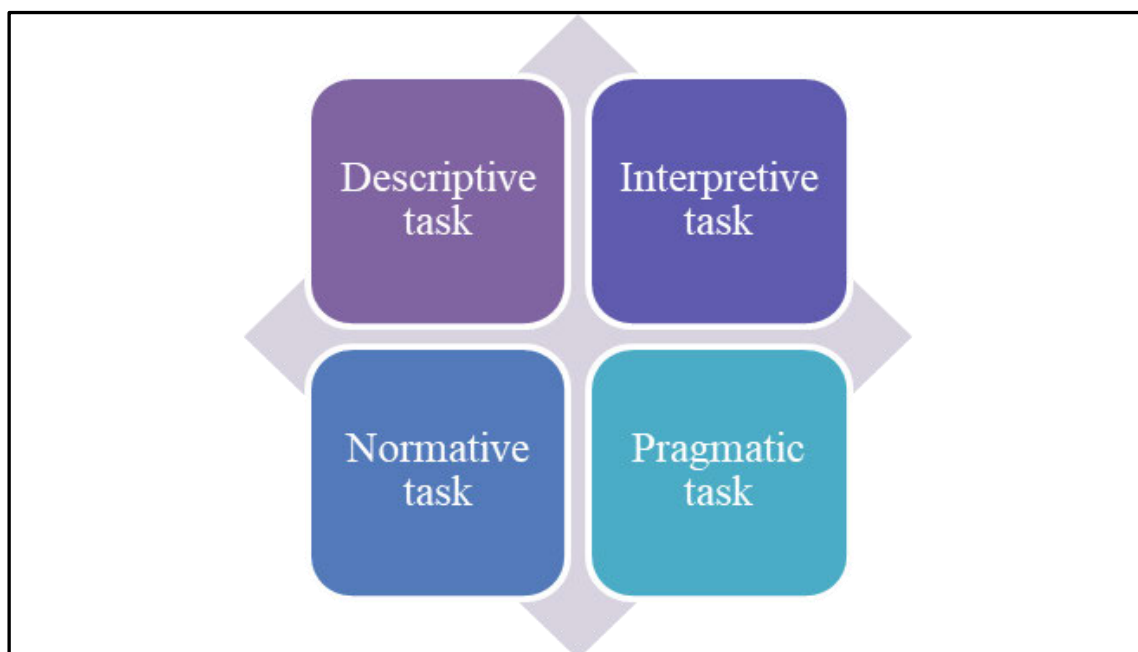 Descriptive
task
Interpretive
task
Normative
task
Pragmatic
task